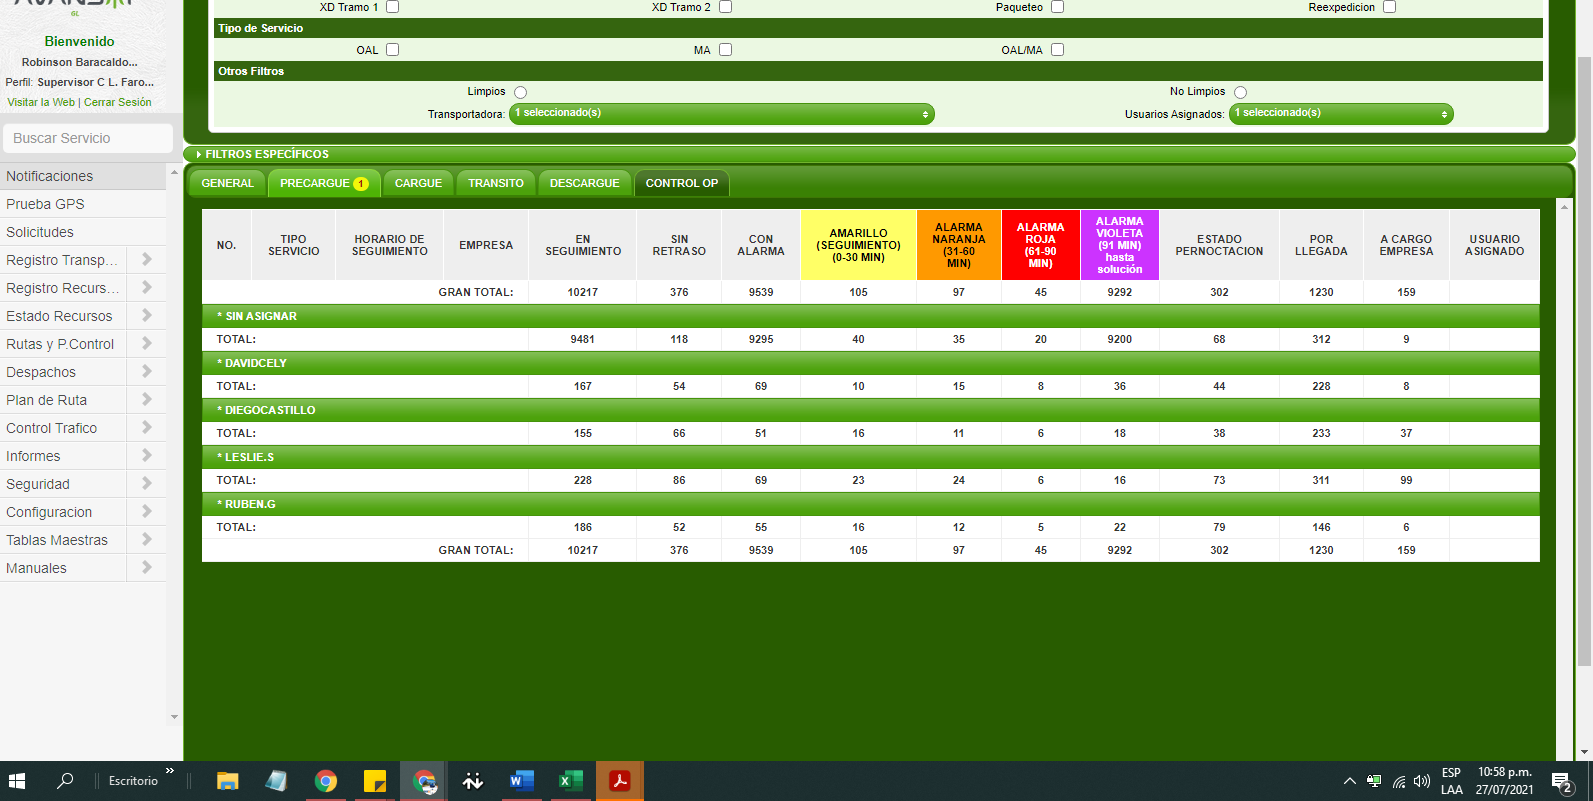 GL
Bienvenido
Robinson Baracaldo...
Perfil: Supervisor C L. Faro...
Visitar la Web | Cerrar Sesión
Buscar Servicio
Notificaciones
Prueba GPS
Solicitudes
Registro Transp...
Registro Recurs...
Estado Recursos
Rutas y P.Control
Despachos
Plan de Ruta
Control Trafico
Informes
Seguridad
Configuracion
Tablas Maestras
Manuales
XD Tramo 1 XD Tramo 2 Paqueteo Reexpedicion
Tipo de Servicio
OAL MA OAL/MA
Otros Filtros
Limpios No Limpios
Transportadora: 1 seleccionado(s) Usuarios Asignados: 1 seleccionado(s)
FILTROS ESPECÍFICOS
GENERAL PRECARGUE 1 CARGUE TRANSITO DESCARGUE CONTROL OP
NO. TIPO SERVICIO HORARIO DE SEGUIMIENTO EMPRESA EN SEGUIMIENTO SIN RETRASO CON ALARMA AMARILLO (SEGUIMIENTO) (0-30 MIN) ALARMA NARANJA (31-60 MIN) ALARMA ROJA (61-90 MIN) ALARMA VIOLETA (91 MIN) hasta solución ESTADO PERNOCTACION POR LLEGADA A CARGO EMPRESA USUARIO ASIGNADO
GRAN TOTAL: 10217 376 9539 105 97 45 9292 302 1230 159
* SIN ASIGNAR
TOTAL: 9481 118 9295 40 35 20 9200 68 312 9
* DAVIDCELY
TOTAL: 167 54 69 10 15 8 36 44 228 8
* DIEGOCASTILLO
TOTAL: 155 66 51 16 11 6 18 38 233 37
* LESLIE.S
TOTAL: 228 86 69 23 24 6 16 73 311 99
* RUBEN.G
TOTAL: 186 52 55 16 12 5 22 79 146 6
GRAN TOTAL: 10217 376 9539 105 97 45 9292 302 1230 159
Escritorio »
ESP
LAA
10:58 p.m.
27/07/2021
2